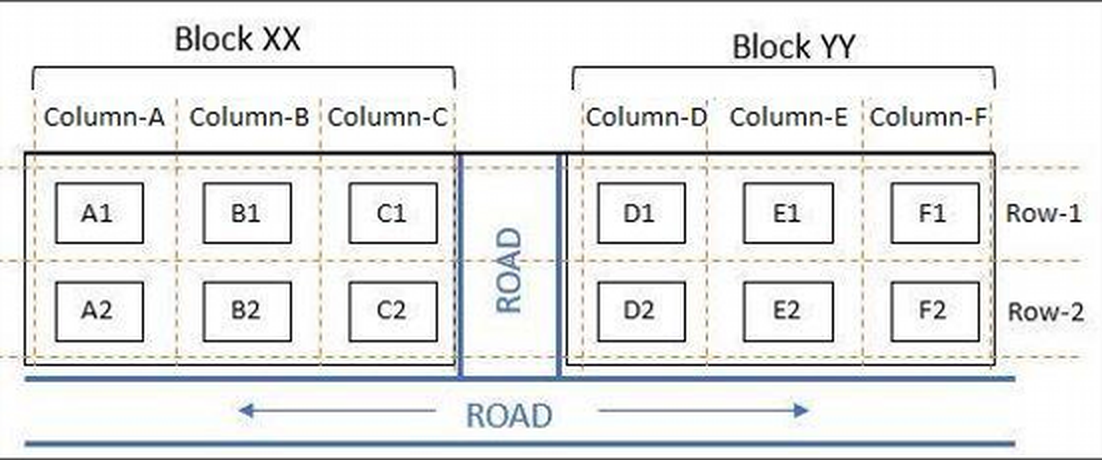 Block XX
Block YY
Column-A Column-B Column-C Column-D Column-E Column-F
A1 B1 C1 D1 E1 F1 Row-1
ROAD
A2 B2 C2 D2 E2 F2 Row-2
ROAD